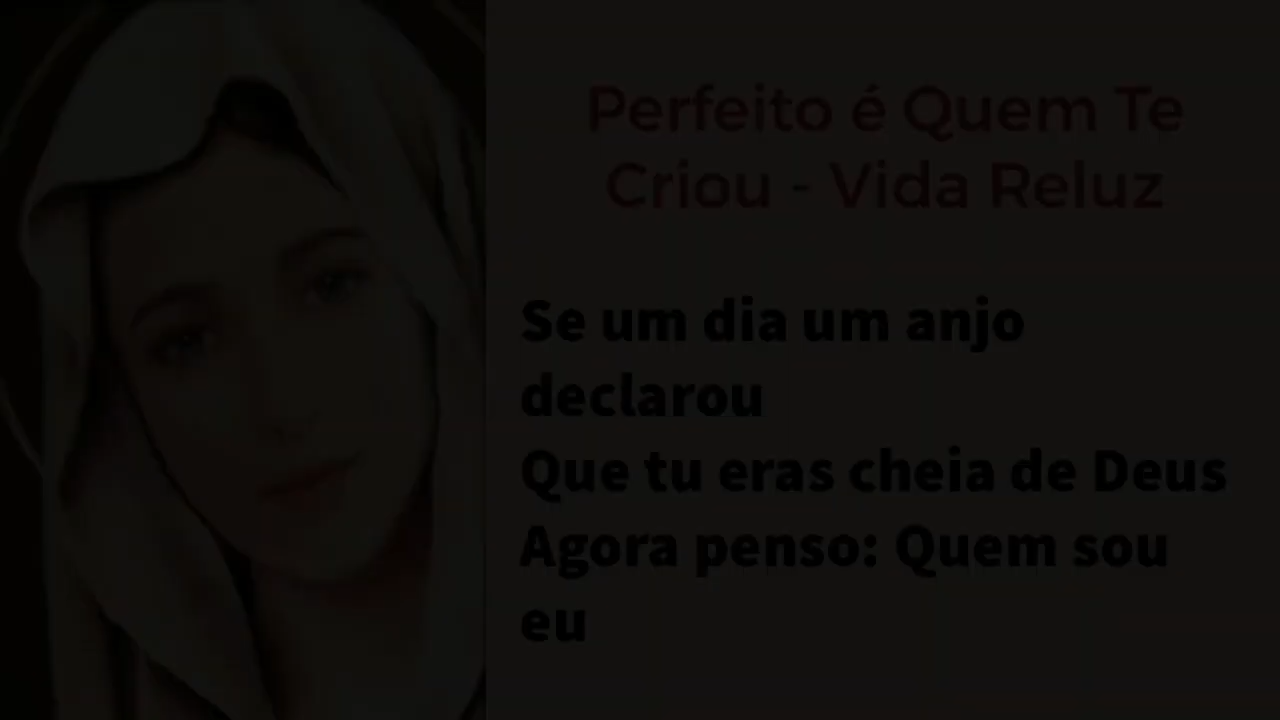 Perfeito é Quem Te
Criou - Vida Reluz
Se um dia um anjo
declarou
Que tu eras cheia de Deus
Agora penso: Quem sou
eu